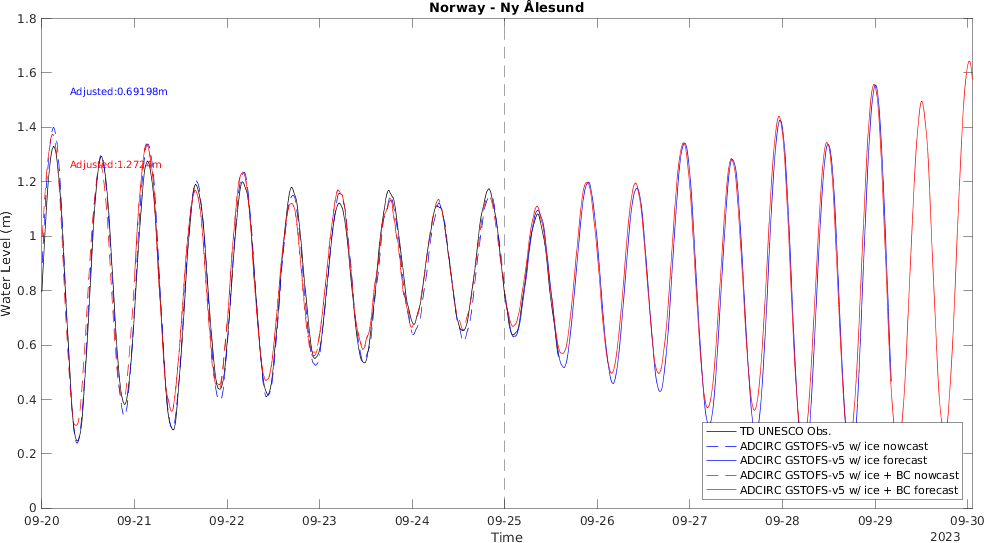 Norway - Ny Ålesund
1.8
1.6
1.4
1.2
1
0.8
0.6
0.4
0.2
0
Water Level (m)
Adjusted:0.69198m
TD UNESCO Obs.
ADCIRC GSTOFS-v5 w/ ice nowcast
ADCIRC GSTOFS-v5 w/ ice forecast
ADCIRC GSTOFS-v5 w/ ice + BC nowcast
ADCIRC GSTOFS-v5 w/ ice + BC forecast
09-20 09-21 09-22 09-23 09-24 09-25 09-26 09-27 09-28 09-29 09-30
Time
2023